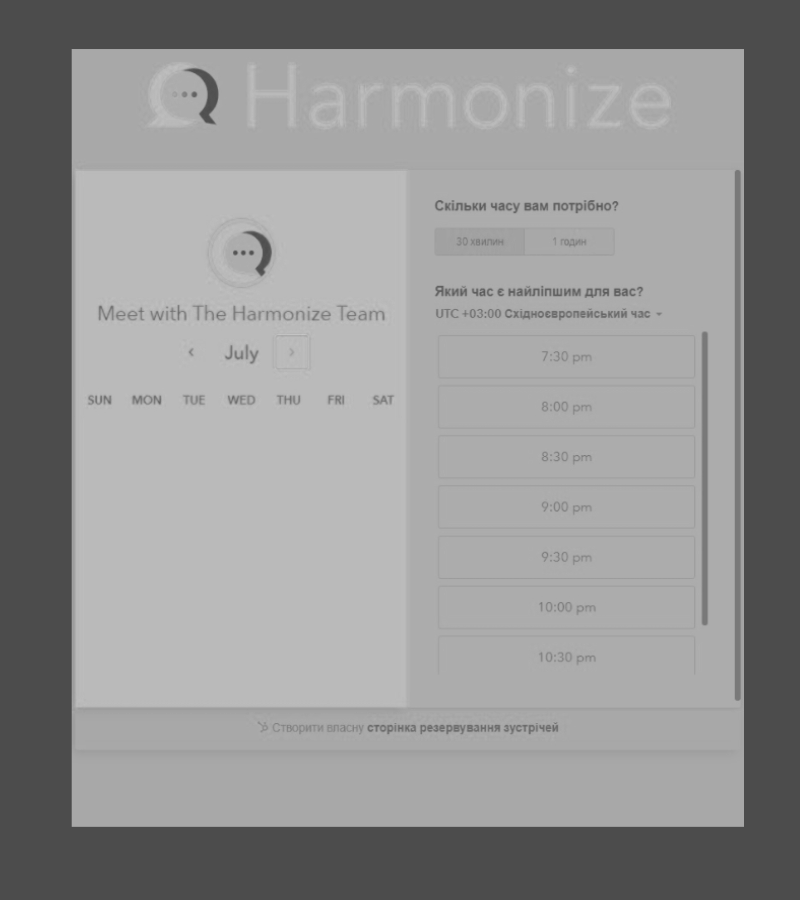 Harmonize
Meet with The Harmonize Team
July
SUN MON TUE WED THU FRI SAT
Скільки часу вам потрібно?
30 хвилин 1 годин
Який час є найліпшим для вас?
UTC +03:00 Східноєвропейський час
7:30 pm
8:00 pm
8:30 pm
9:00 pm
9:30 pm
10:00 pm
10:30 pm
Створити власну сторінка резервування зустрічей